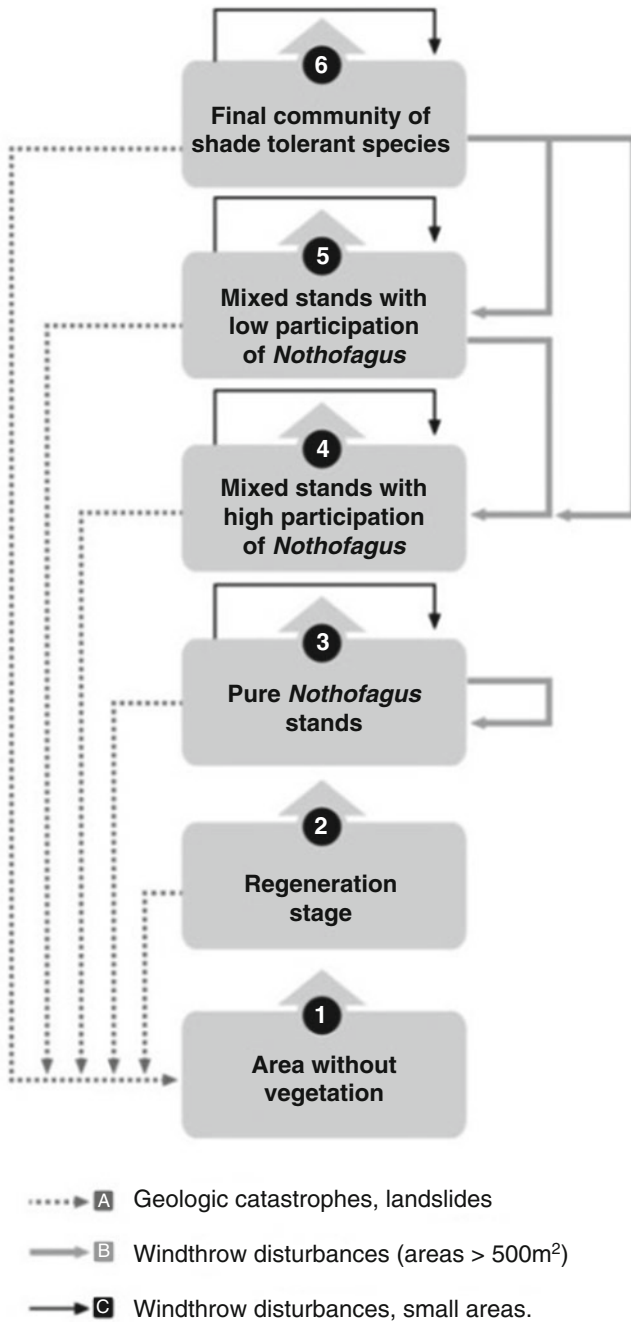 6
Final community of
shade tolerant species
5
Mixed stands with
low participation
of Nothofagus
4
Mixed stands with
high participation
of Nothofagus
3
Pure Nothofagus
stands
2
Regeneration
stage
1
Area without
vegetation
A Geologic catastrophes, landslides
B Windthrow disturbances (areas > 500m²)
C Windthrow disturbances, small areas.